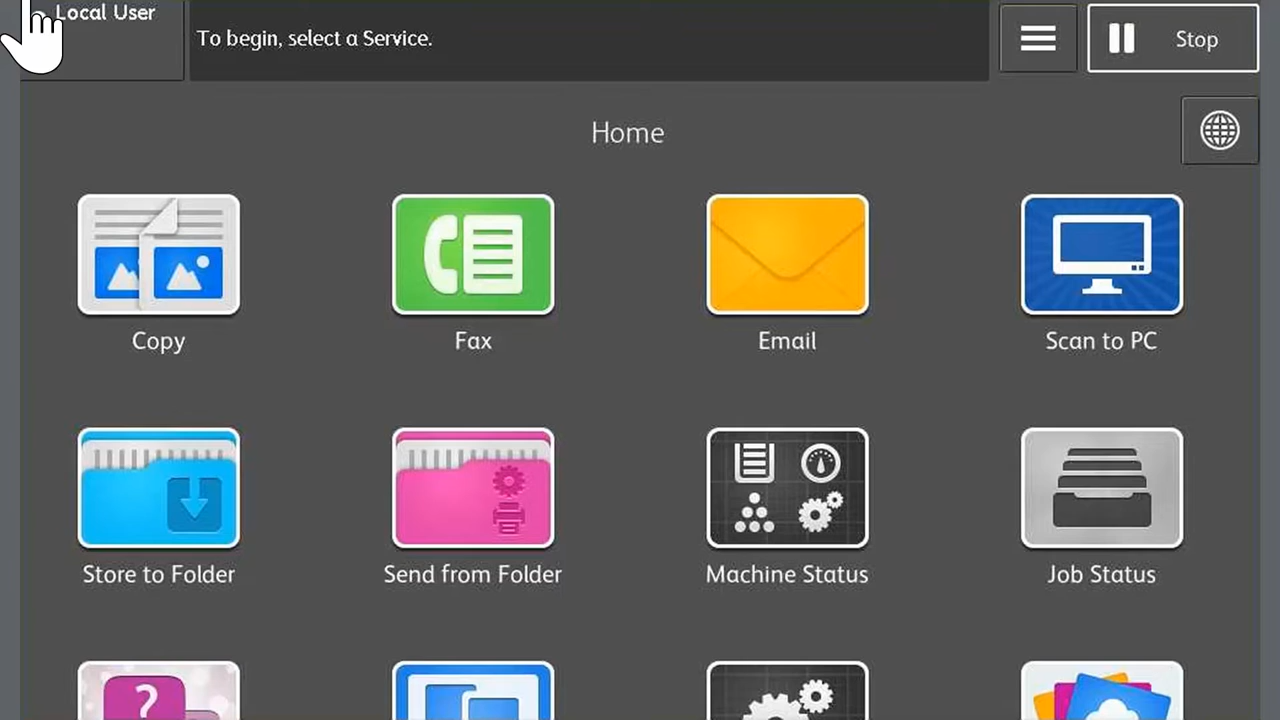 Local User
To begin, select a Service.
Stop
Home
Copy
Fax
Email
Scan to PC
Store to Folder
Send from Folder
Machine Status
Job Status
?